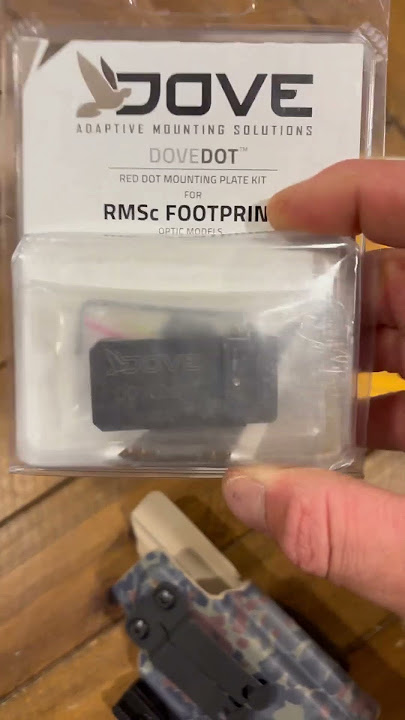 DOVE
ADAPTIVE MOUNTING SOLUTIONS
DOVEDOT™
RED DOT MOUNTING PLATE KIT
FOR
RMSc FOOTPRIN
OPTIC MODELS
DOVE